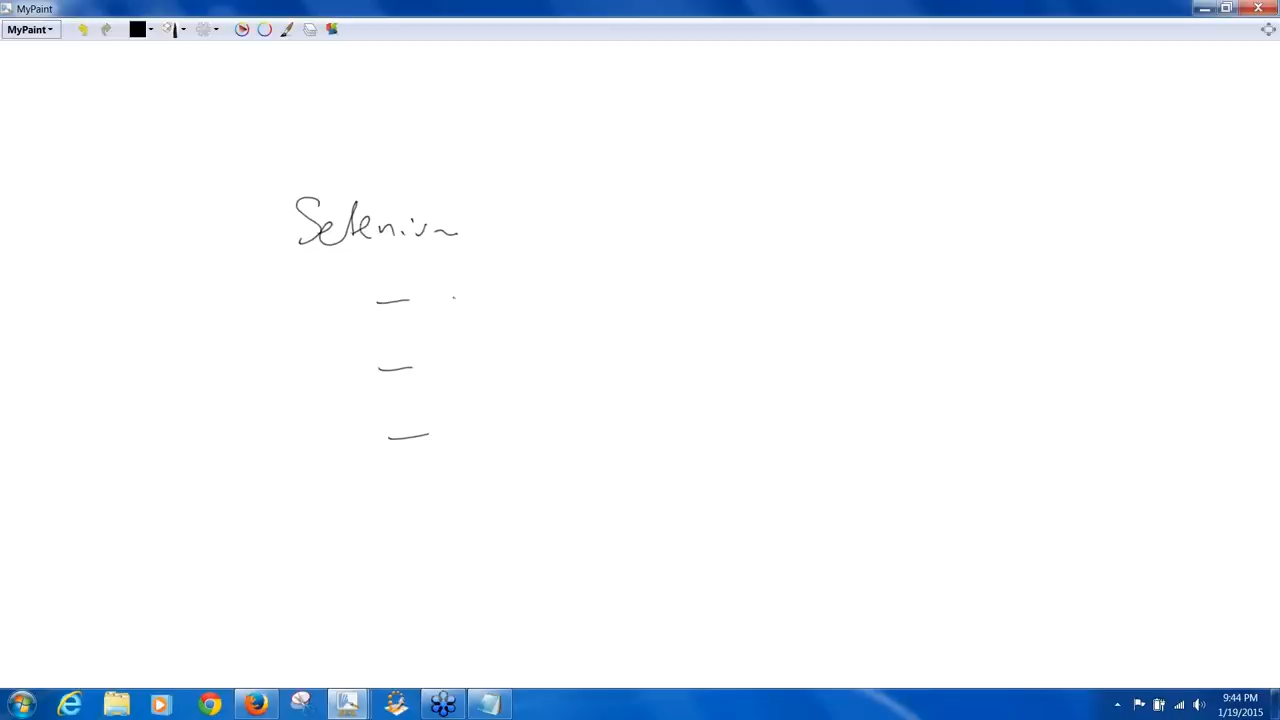 MyPaint
MyPaint
Selenium
–
–
–
9:44 PM
1/19/2015